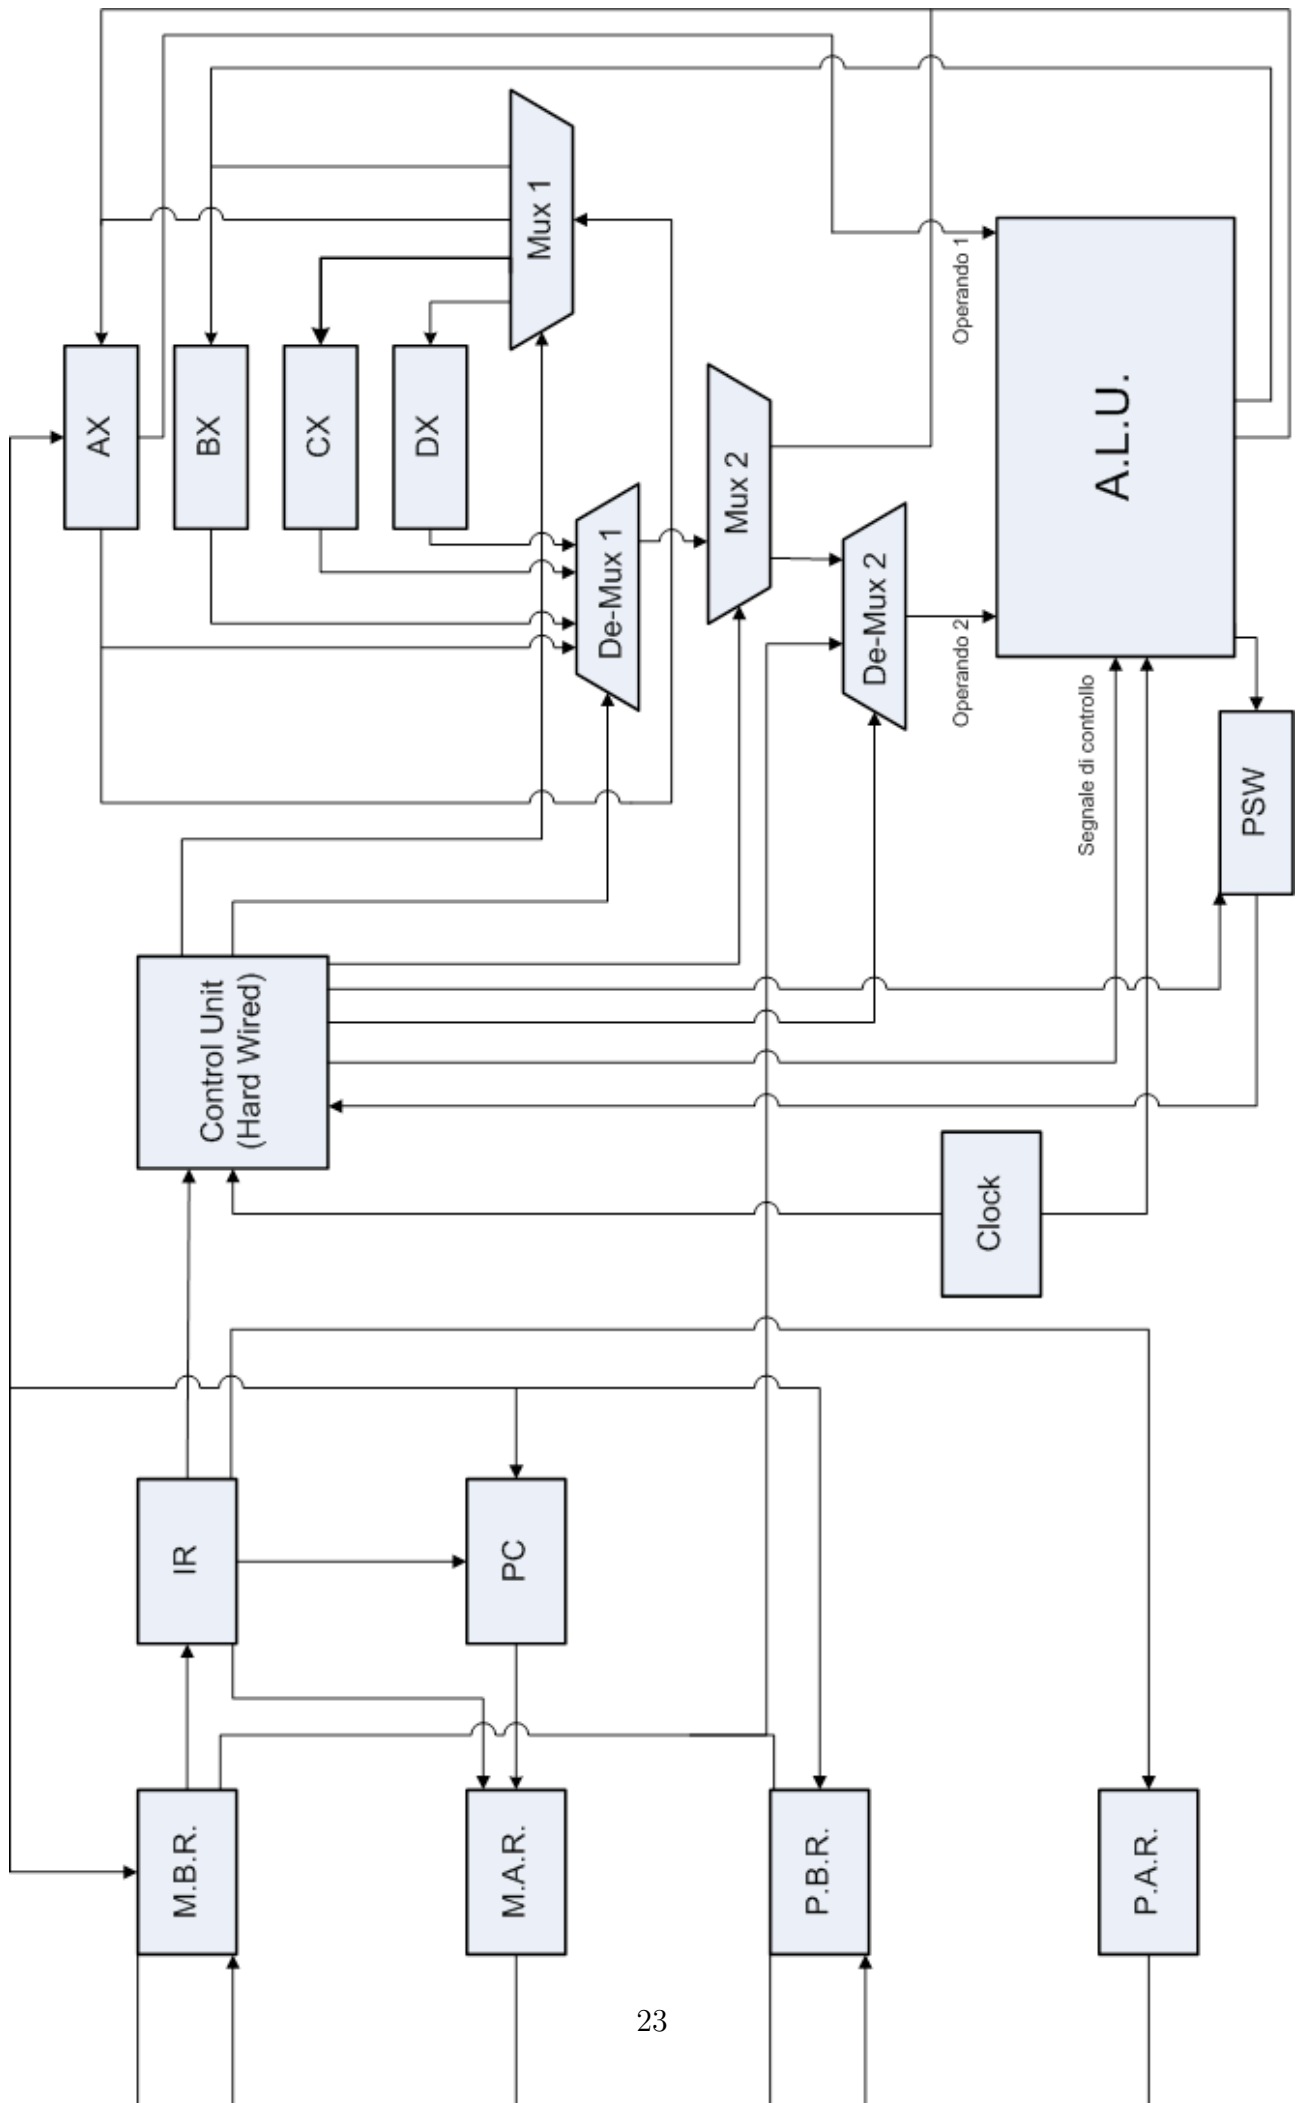 AX
BX
CX
DX
Mux 1
De-Mux 1
Mux 2
De-Mux 2
Operando 1
Operando 2
A.L.U.
Segnale di controllo
PSW
Control Unit
(Hard Wired)
Clock
IR
PC
M.B.R.
M.A.R.
P.B.R.
P.A.R.
23